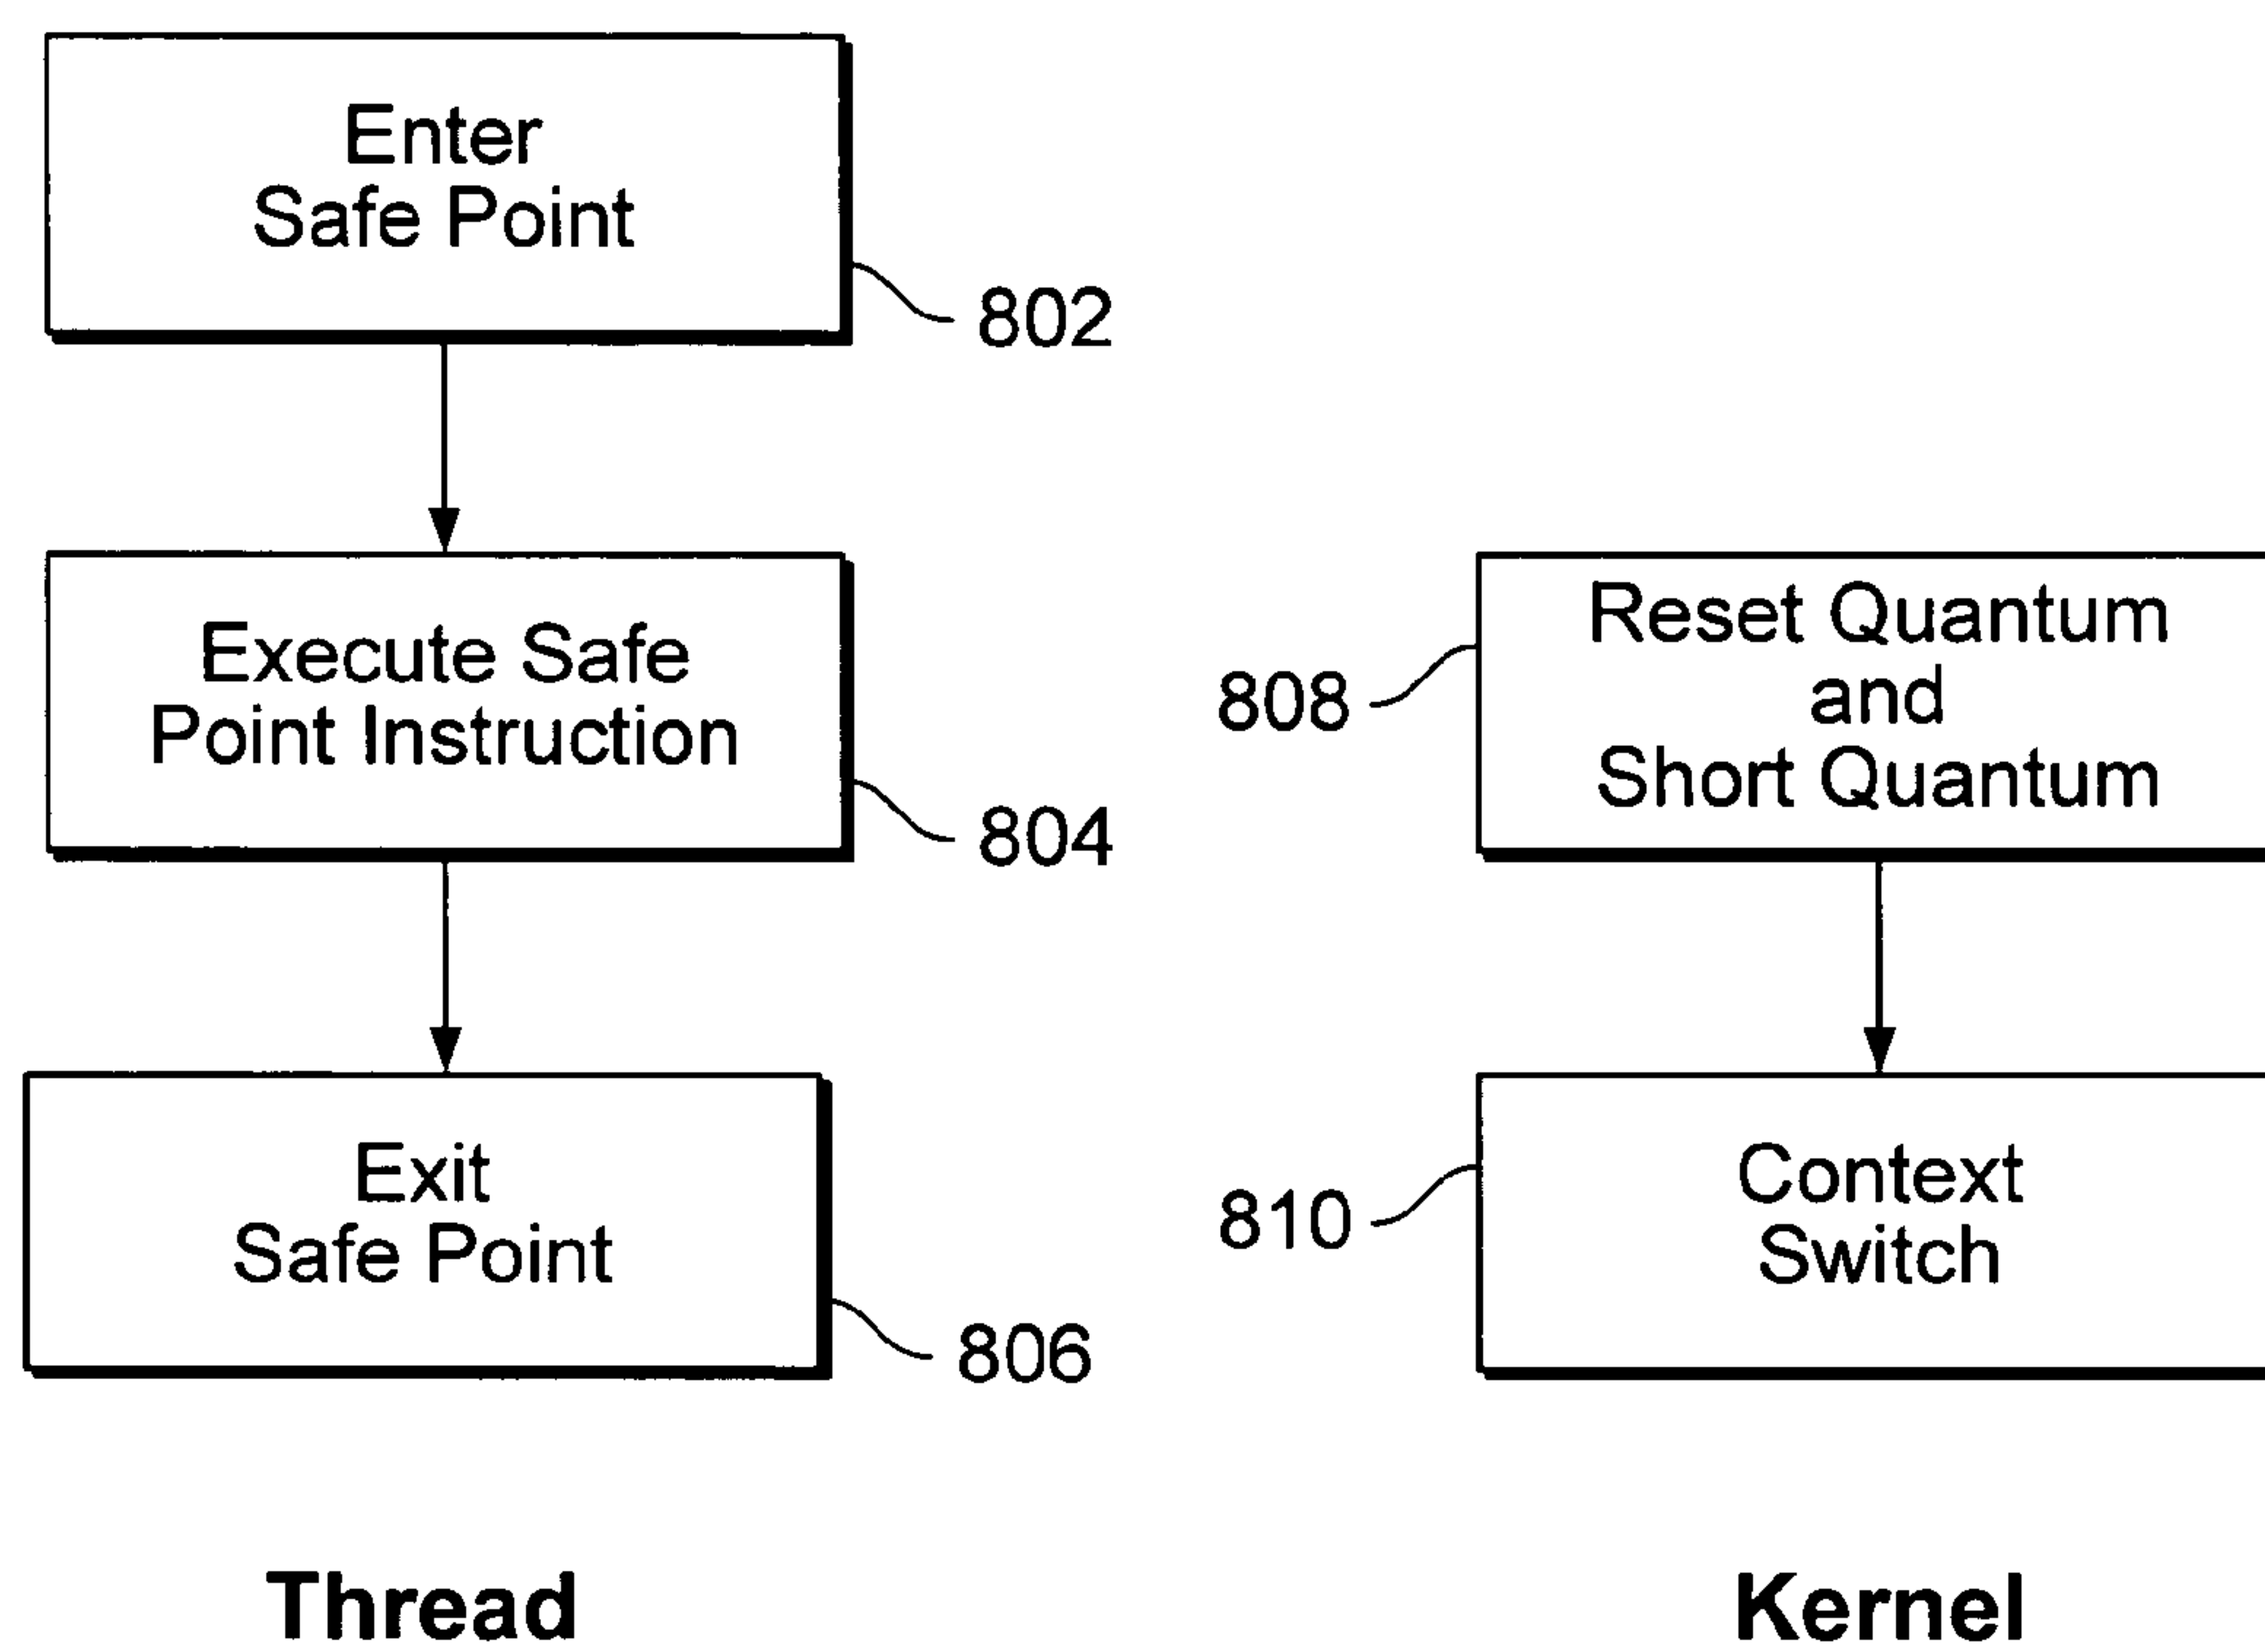 Enter
Safe Point
802
Execute Safe
Point Instruction
804
Exit
Safe Point
806
Thread
Reset Quantum
and
Short Quantum
808
Context
Switch
810
Kernel